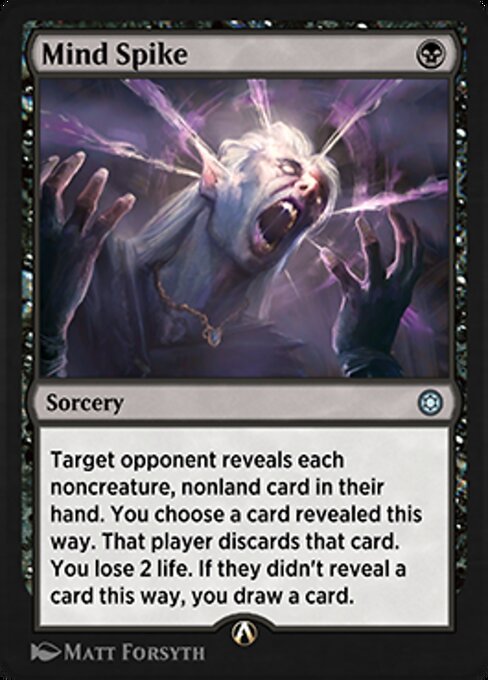 Mind Spike
Sorcery
Target opponent reveals each
noncreature, nonland card in their
hand. You choose a card revealed this
way. That player discards that card.
You lose 2 life. If they didn't reveal a
card this way, you draw a card.
MATT FORSYTH